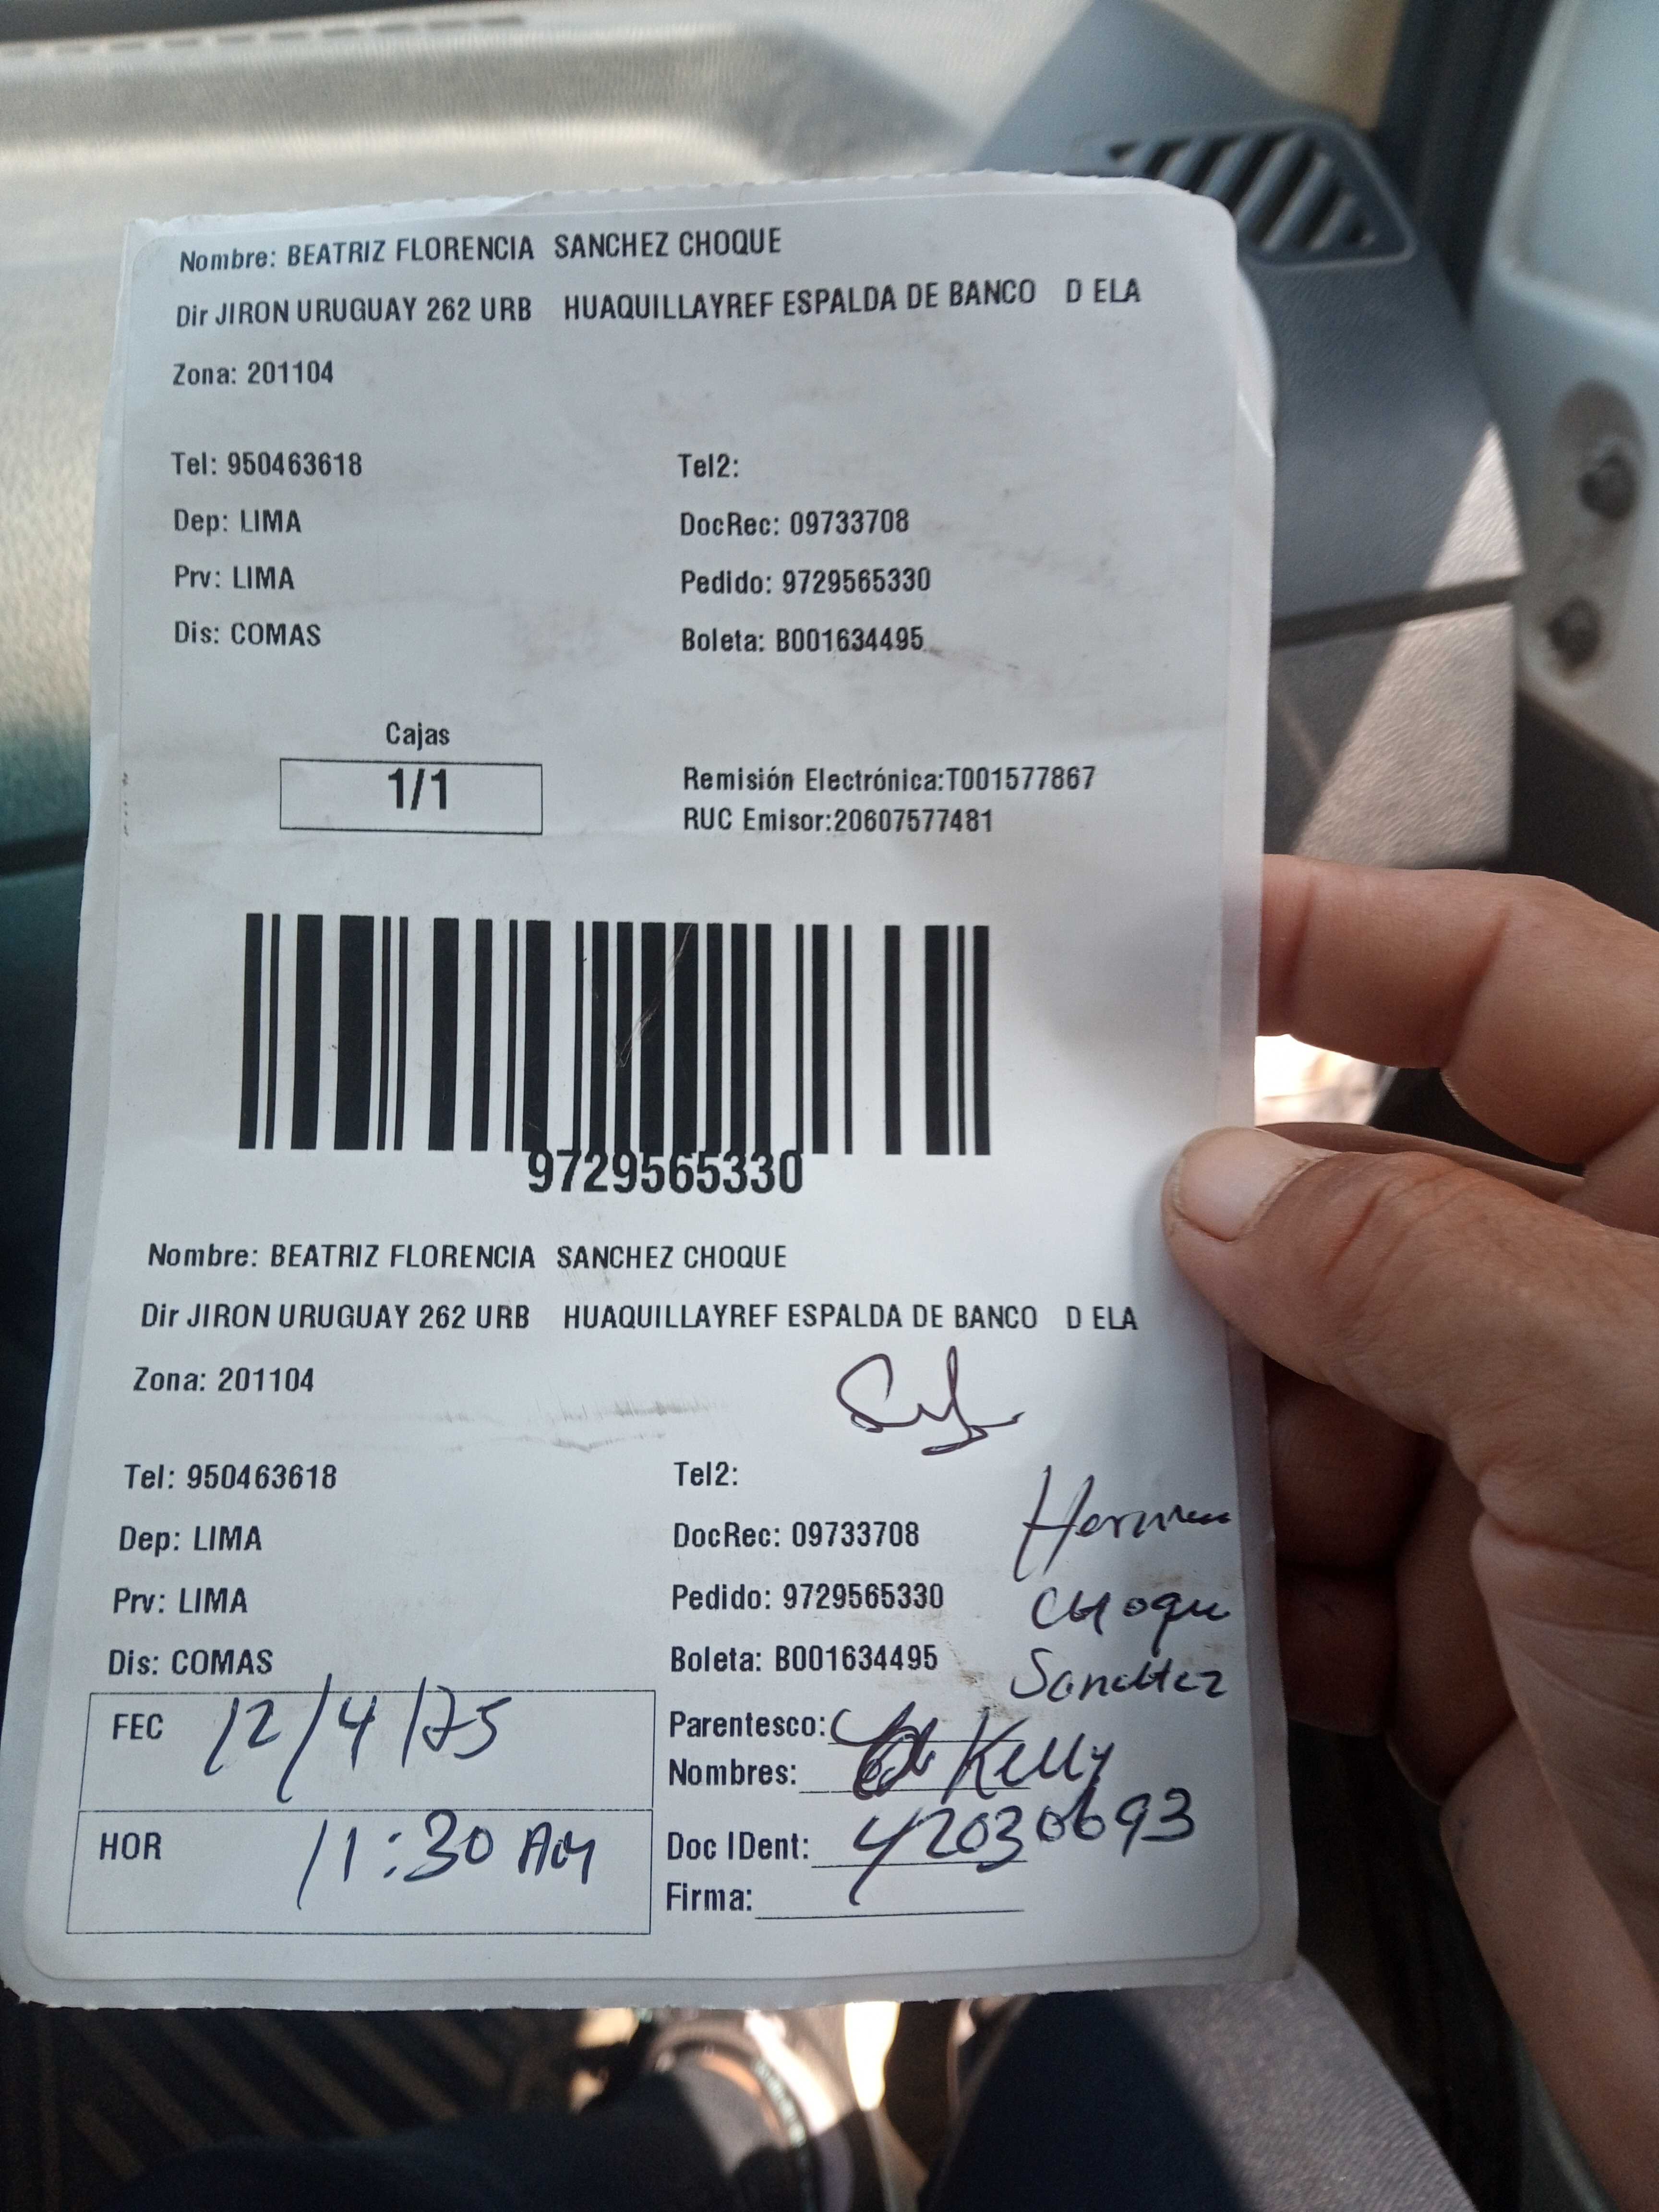 Nombre: BEATRIZ FLORENCIA SANCHEZ CHOQUE
Dir JIRON URUGUAY 262 URB HUAQUILLAYREF ESPALDA DE BANCO D ELA
Zona: 201104
Tel: 950463618 Tel2:
Dep: LIMA DocRec: 09733708
Prv: LIMA Pedido: 9729565330
Dis: COMAS Boleta: B001634495
Cajas
1/1
Remisión Electrónica:T001577867
RUC Emisor:20607577481
9729565330
Nombre: BEATRIZ FLORENCIA SANCHEZ CHOQUE
Dir JIRON URUGUAY 262 URB HUAQUILLAYREF ESPALDA DE BANCO D ELA
Zona: 201104
Tel: 950463618 Tel2:
Dep: LIMA DocRec: 09733708
Prv: LIMA Pedido: 9729565330
CHoque
Dis: COMAS Boleta: B001634495
Sanchez
FEC 12/4/25
Parentesco:
Nombres: Kelly
HOR 11:30 AM
Doc IDent: 42030693
Firma: